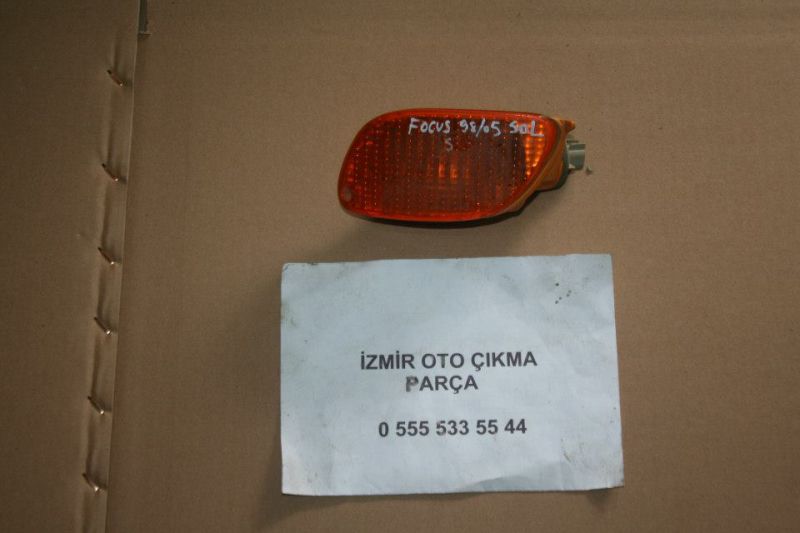 FOCUS 98/05 SOL
S
İZMİR OTO ÇIKMA
PARÇA
0 555 533 55 44